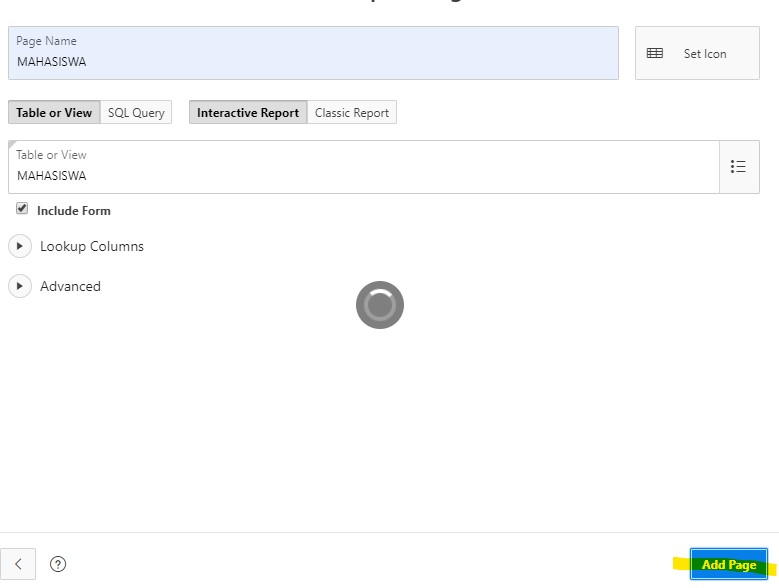 Page Name
MAHASISWA
Set Icon
Table or View SQL Query Interactive Report Classic Report
Table or View
MAHASISWA
Include Form
Lookup Columns
Advanced
? Add Page